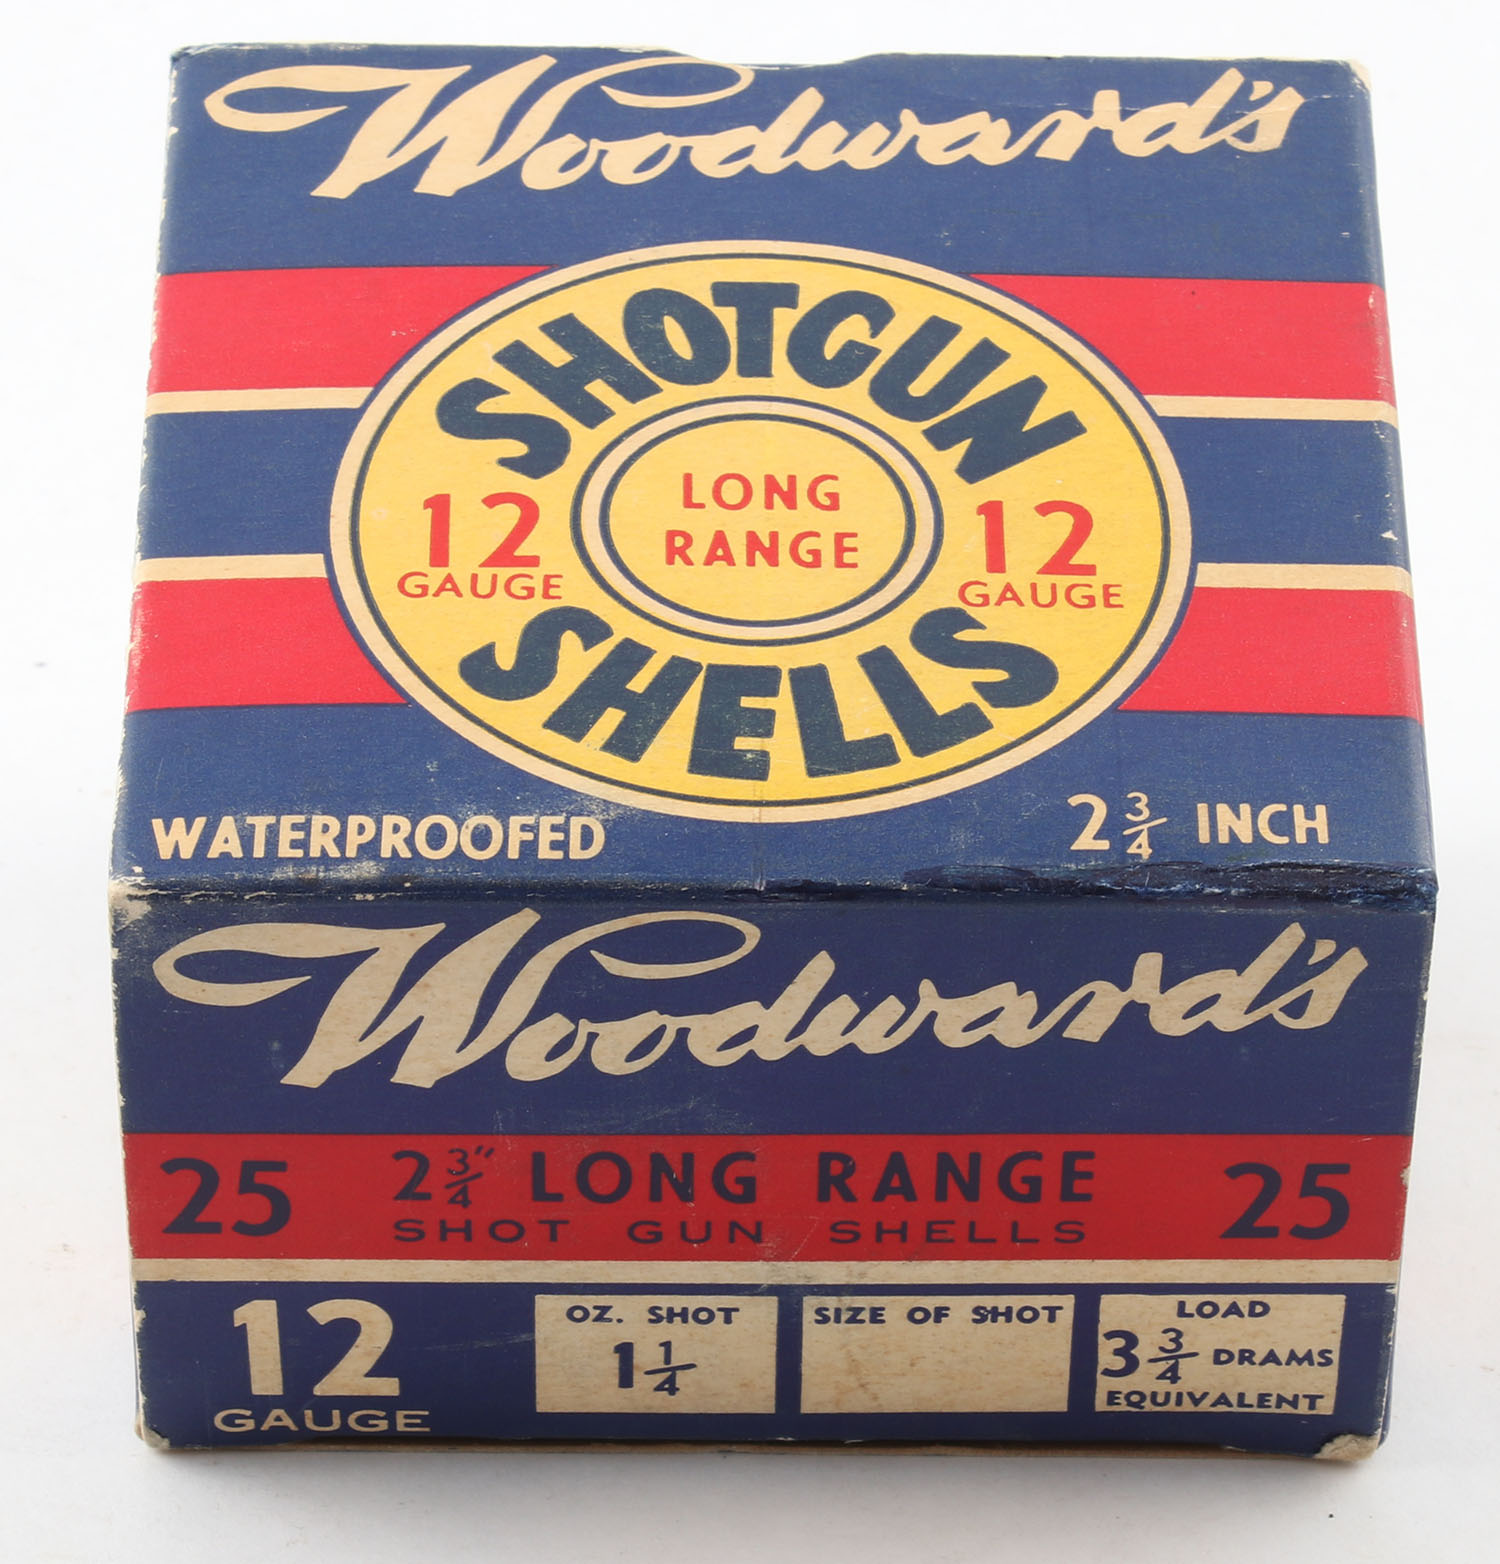 Woodward's
SHOTGUN
LONG
RANGE
12
GAUGE
12
GAUGE
SHELLS
WATERPROOFED
2 3/4 INCH
Woodward's
25
2 3/4" LONG RANGE
SHOT GUN SHELLS
25
12
GAUGE
OZ. SHOT
1 1/4
SIZE OF SHOT
LOAD
3 3/4 DRAMS
EQUIVALENT